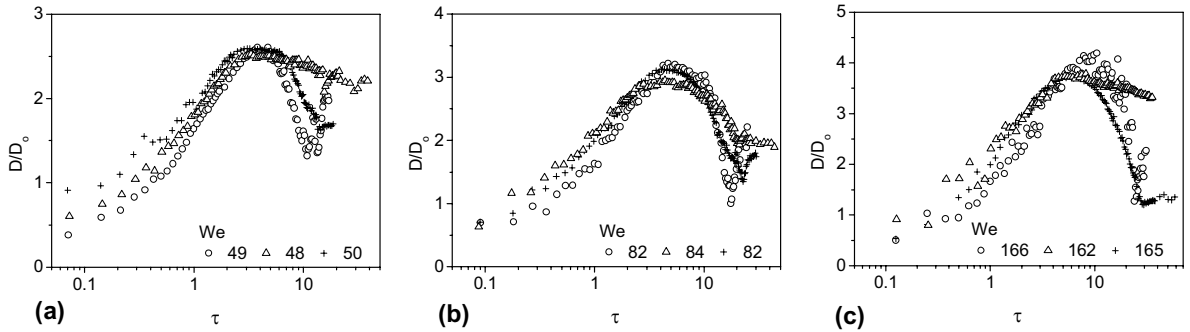 3
2
1
0
D/D₀
0.1 1 10
τ
We
○ 49 △ 48 + 50
(a)
4
3
2
1
0
D/D₀
0.1 1 10
τ
We
○ 82 △ 84 + 82
(b)
5
4
3
2
1
0
D/D₀
0.1 1 10
τ
We
○ 166 △ 162 + 165
(c)